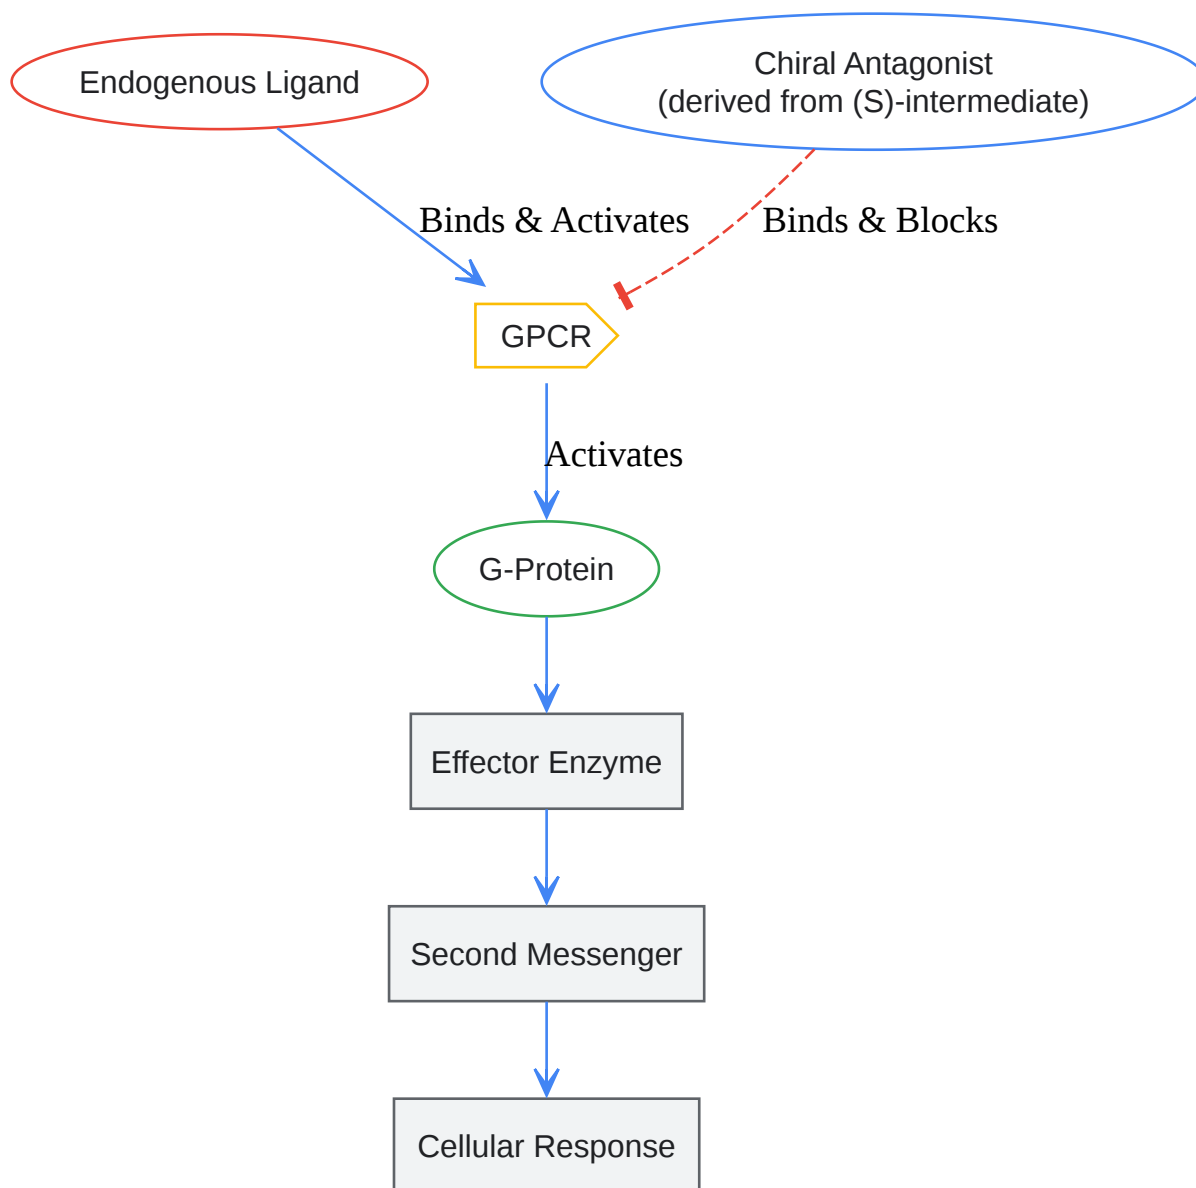 Endogenous Ligand
Chiral Antagonist
(derived from (S)-intermediate)
Binds & Activates
Binds & Blocks
GPCR
Activates
G-Protein
Effector Enzyme
Second Messenger
Cellular Response